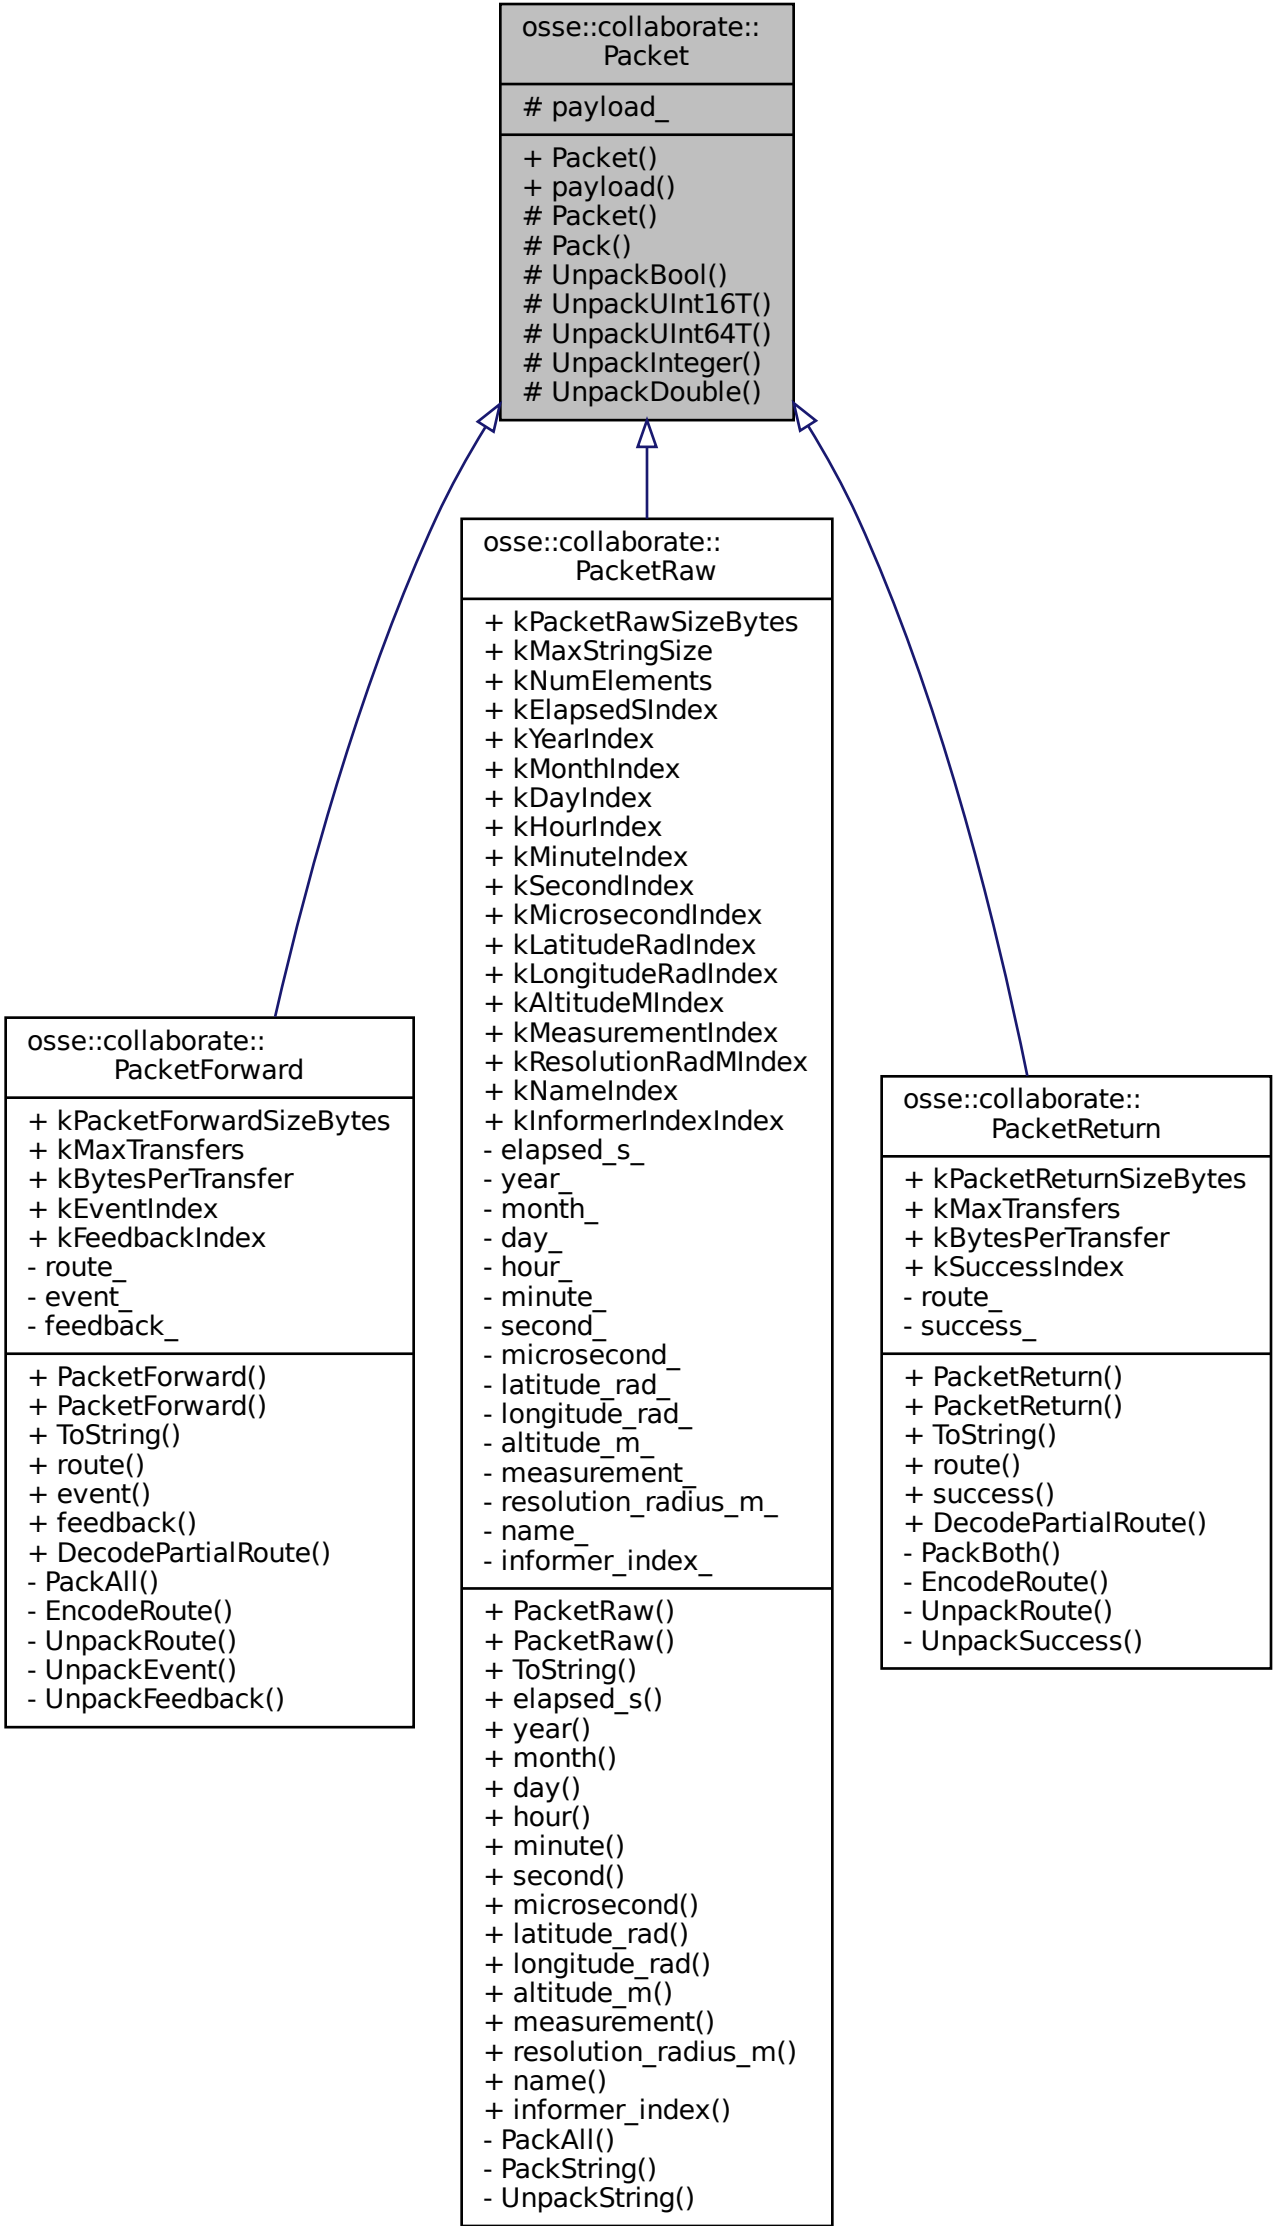 osse::collaborate::
Packet
# payload_
+ Packet()
+ payload()
# Packet()
# Pack()
# UnpackBool()
# UnpackUInt16T()
# UnpackUInt64T()
# UnpackInteger()
# UnpackDouble()
osse::collaborate::
PacketRaw
+ kPacketRawSizeBytes
+ kMaxStringSize
+ kNumElements
+ kElapsedSIndex
+ kYearIndex
+ kMonthIndex
+ kDayIndex
+ kHourIndex
+ kMinuteIndex
+ kSecondIndex
+ kMicrosecondIndex
+ kLatitudeRadIndex
+ kLongitudeRadIndex
+ kAltitudeMIndex
+ kMeasurementIndex
+ kResolutionRadMIndex
+ kNameIndex
+ kInformerIndexIndex
- elapsed_s_
- year_
- month_
- day_
- hour_
- minute_
- second_
- microsecond_
- latitude_rad_
- longitude_rad_
- altitude_m_
- measurement_
- resolution_radius_m_
- name_
- informer_index_
+ PacketRaw()
+ PacketRaw()
+ ToString()
+ elapsed_s()
+ year()
+ month()
+ day()
+ hour()
+ minute()
+ second()
+ microsecond()
+ latitude_rad()
+ longitude_rad()
+ altitude_m()
+ measurement()
+ resolution_radius_m()
+ name()
+ informer_index()
- PackAll()
- PackString()
- UnpackString()
osse::collaborate::
PacketForward
+ kPacketForwardSizeBytes
+ kMaxTransfers
+ kBytesPerTransfer
+ kEventIndex
+ kFeedbackIndex
- route_
- event_
- feedback_
+ PacketForward()
+ PacketForward()
+ ToString()
+ route()
+ event()
+ feedback()
+ DecodePartialRoute()
- PackAll()
- EncodeRoute()
- UnpackRoute()
- UnpackEvent()
- UnpackFeedback()
osse::collaborate::
PacketReturn
+ kPacketReturnSizeBytes
+ kMaxTransfers
+ kBytesPerTransfer
+ kSuccessIndex
- route_
- success_
+ PacketReturn()
+ PacketReturn()
+ ToString()
+ route()
+ success()
+ DecodePartialRoute()
- PackBoth()
- EncodeRoute()
- UnpackRoute()
- UnpackSuccess()